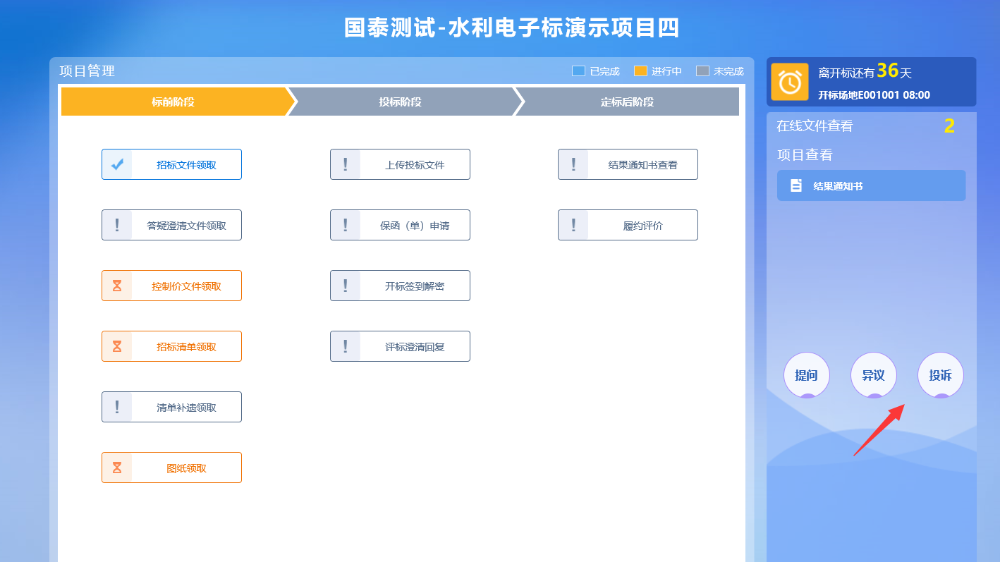 国泰测试-水利电子标演示项目四
项目管理
已完成 进行中 未完成
标前阶段 投标阶段 定标后阶段
招标文件领取
答疑澄清文件领取
控制价文件领取
招标清单领取
清单补遗领取
图纸领取
上传投标文件
保函（单）申请
开标签到解密
评标澄清回复
结果通知书查看
履约评价
离开标还有36天
开标场地E001001 08:00
在线文件查看 2
项目查看
结果通知书
提问 异议 投诉